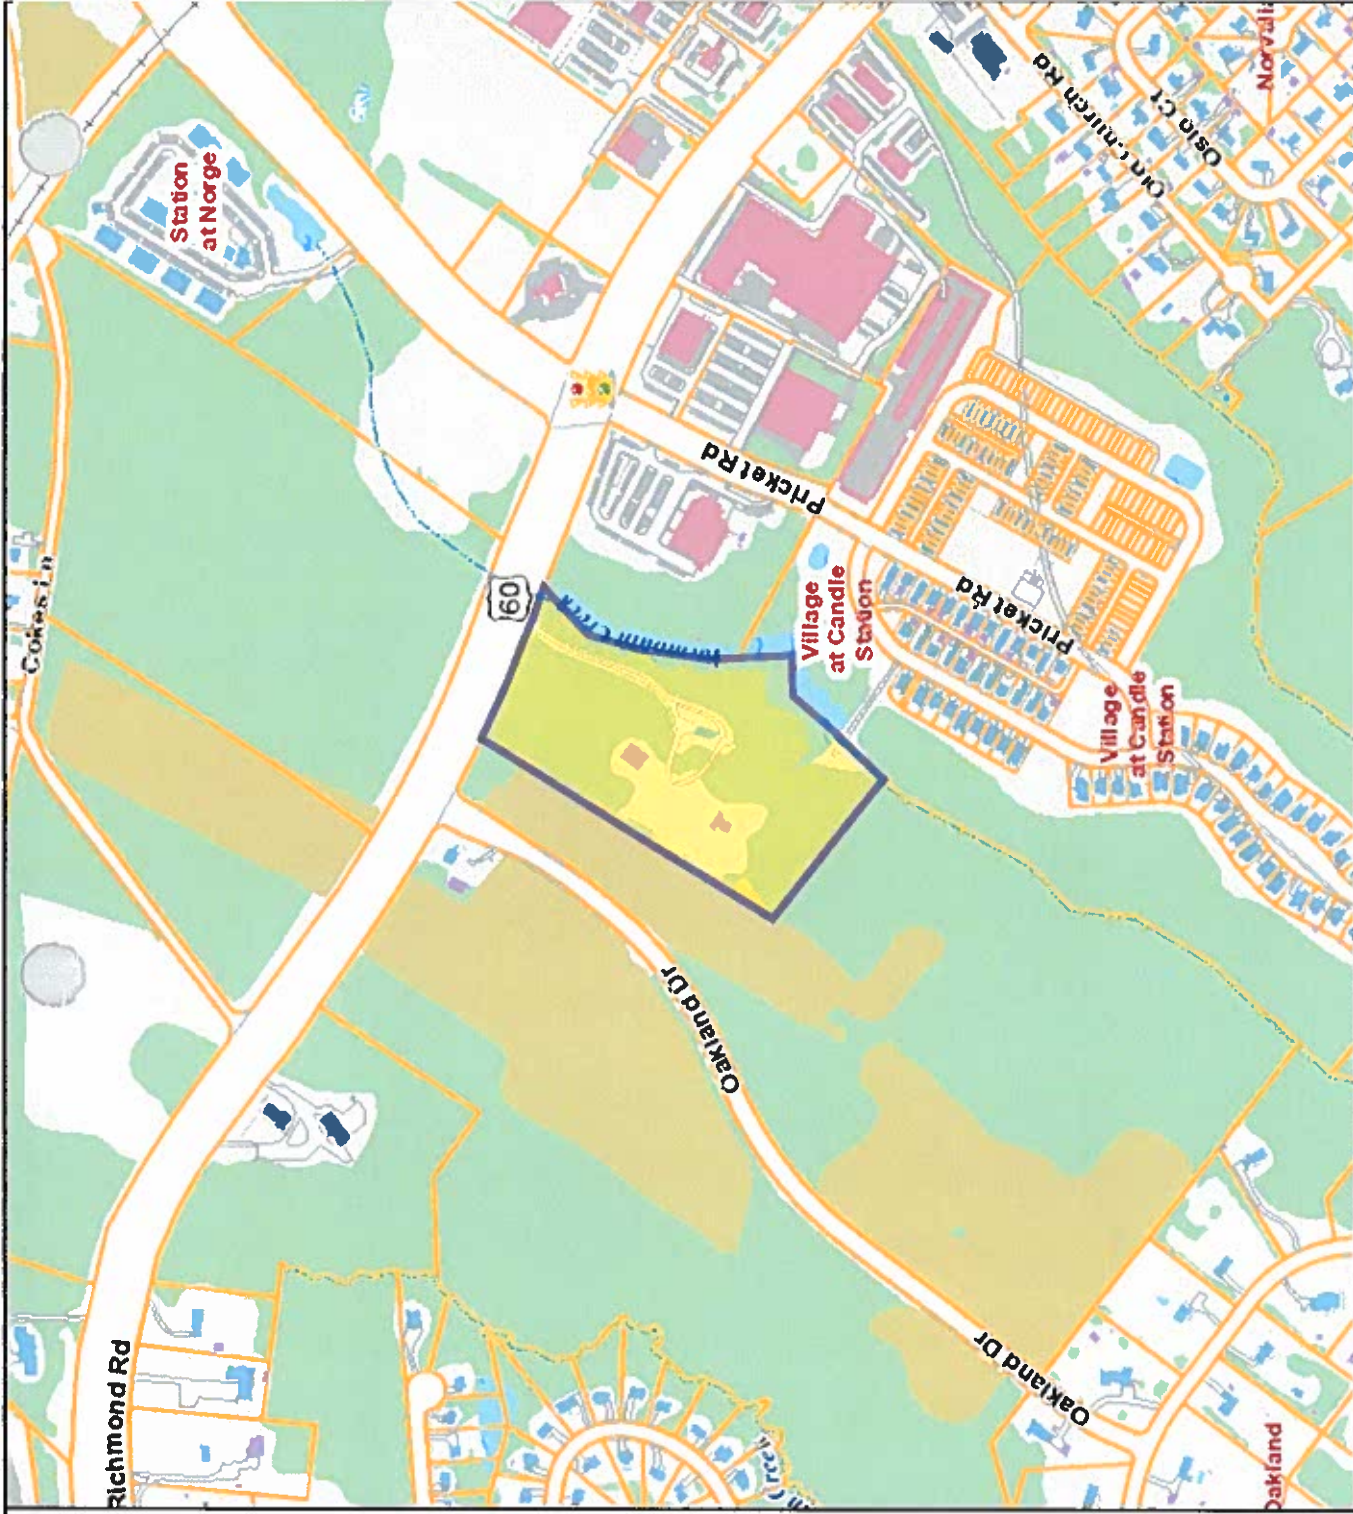 Norvalia
Old Church Rd
Oslo Ct
Station
at Norge
Pricket Rd
Cokes Ln
60
Village
at Candle
Station
Pricket Rd
Village
at Candle
Station
Oakland Dr
Richmond Rd
Oakland Dr
Creek
Oakland